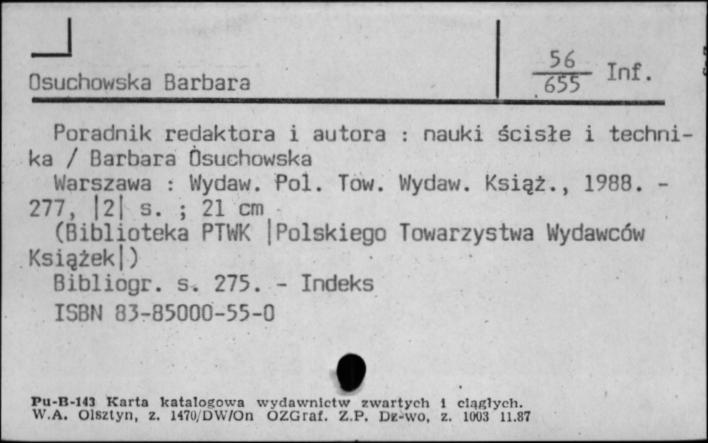 Osuchowska Barbara
56
655 Inf.
Poradnik redaktora i autora : nauki ścisłe i techni-
ka / Barbara Osuchowska
Warszawa : Wydaw. Pol. Tow. Wydaw. Książ., 1988. -
277, |2| s. ; 21 cm
(Biblioteka PTWK |Polskiego Towarzystwa Wydawców
Książek|)
Bibliogr. s. 275. - Indeks
ISBN 83-85000-55-0
Pu-B-143 Karta katalogowa wydawnictw zwartych i ciągłych.
W.A. Olsztyn, z. 1470/DW/On OZGraf. Z.P. Dz-wo, z. 1003 11.87